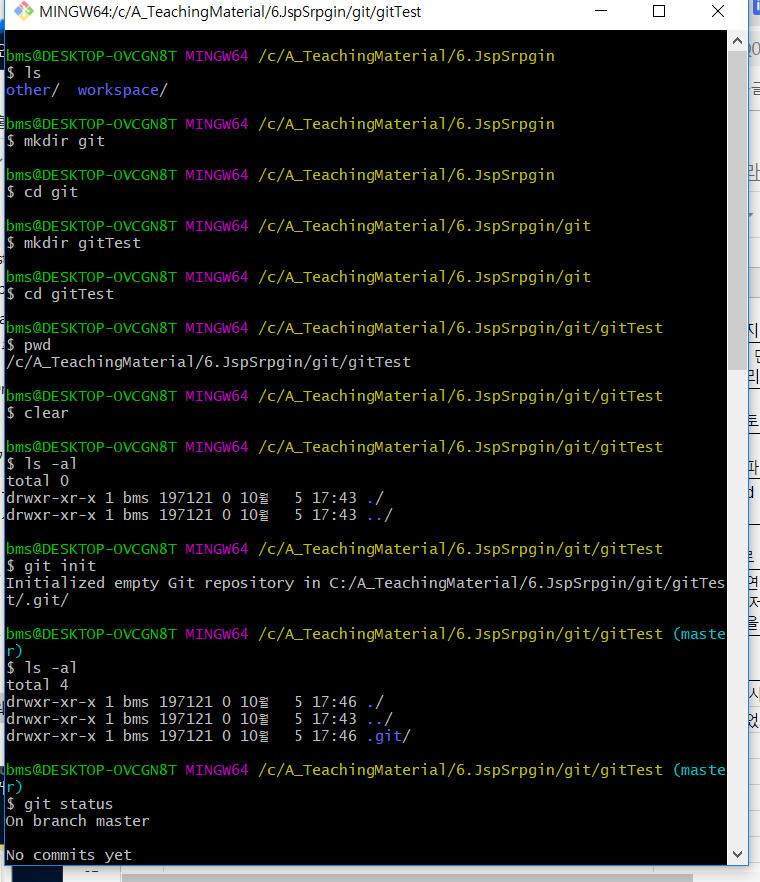 MINGW64:/c/A_TeachingMaterial/6.JspSrpgin/git/gitTest
bms@DESKTOP-OVCGN8T MINGW64 /c/A_TeachingMaterial/6.JspSrpgin
$ ls
other/  workspace/
bms@DESKTOP-OVCGN8T MINGW64 /c/A_TeachingMaterial/6.JspSrpgin
$ mkdir git
bms@DESKTOP-OVCGN8T MINGW64 /c/A_TeachingMaterial/6.JspSrpgin
$ cd git
bms@DESKTOP-OVCGN8T MINGW64 /c/A_TeachingMaterial/6.JspSrpgin/git
$ mkdir gitTest
bms@DESKTOP-OVCGN8T MINGW64 /c/A_TeachingMaterial/6.JspSrpgin/git
$ cd gitTest
bms@DESKTOP-OVCGN8T MINGW64 /c/A_TeachingMaterial/6.JspSrpgin/git/gitTest
$ pwd
/c/A_TeachingMaterial/6.JspSrpgin/git/gitTest
bms@DESKTOP-OVCGN8T MINGW64 /c/A_TeachingMaterial/6.JspSrpgin/git/gitTest
$ clear
bms@DESKTOP-OVCGN8T MINGW64 /c/A_TeachingMaterial/6.JspSrpgin/git/gitTest
$ ls -al
total 0
drwxr-xr-x 1 bms 197121 0 10월   5 17:43 ./
drwxr-xr-x 1 bms 197121 0 10월   5 17:43 ../
bms@DESKTOP-OVCGN8T MINGW64 /c/A_TeachingMaterial/6.JspSrpgin/git/gitTest
$ git init
Initialized empty Git repository in C:/A_TeachingMaterial/6.JspSrpgin/git/gitTes
t/.git/
bms@DESKTOP-OVCGN8T MINGW64 /c/A_TeachingMaterial/6.JspSrpgin/git/gitTest (maste
r)
$ ls -al
total 4
drwxr-xr-x 1 bms 197121 0 10월   5 17:46 ./
drwxr-xr-x 1 bms 197121 0 10월   5 17:43 ../
drwxr-xr-x 1 bms 197121 0 10월   5 17:46 .git/
bms@DESKTOP-OVCGN8T MINGW64 /c/A_TeachingMaterial/6.JspSrpgin/git/gitTest (maste
r)
$ git status
On branch master
No commits yet